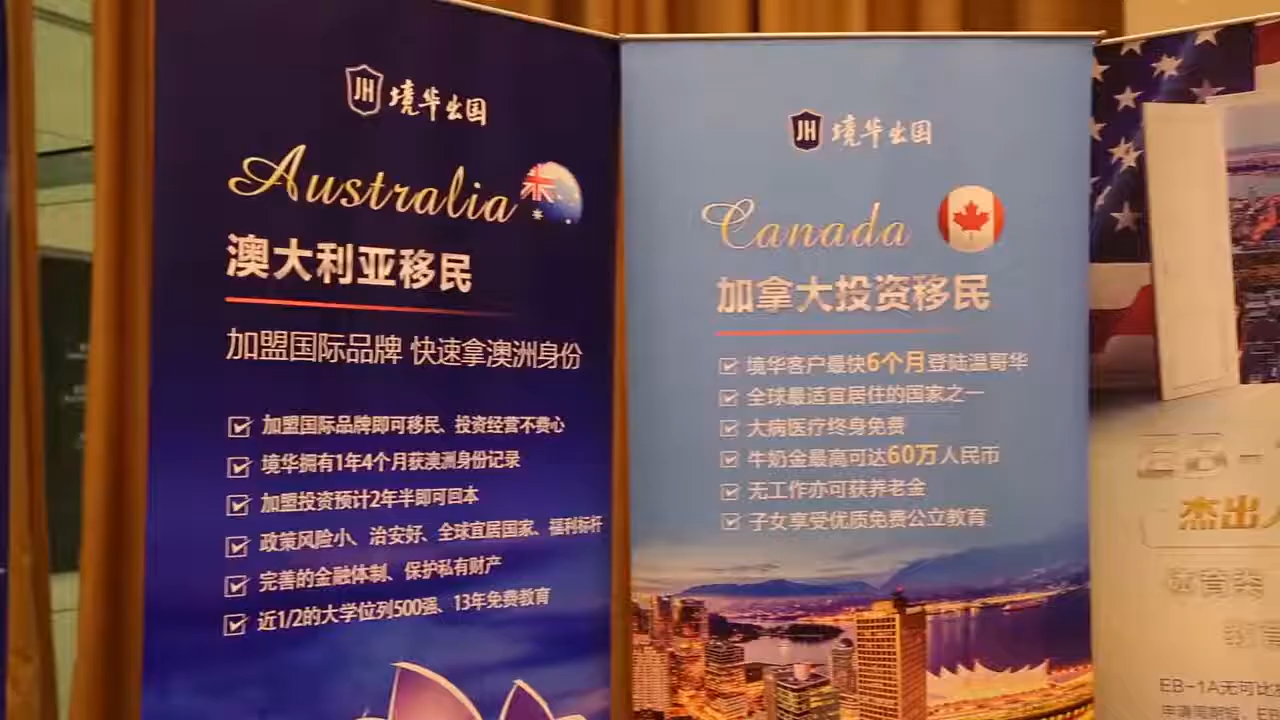 JH 境华出国
Australia
澳大利亚移民
加盟国际品牌 快速拿澳洲身份
加盟国际品牌即可移民、投资经营不费心
境华拥有1年4个月获澳洲身份记录
加盟投资预计2年半即可回本
政策风险小、治安好、全球宜居国家、福利标杆
完善的金融体制、保护私有财产
近1/2的大学位列500强、13年免费教育
JH 境华出国
Canada
加拿大投资移民
境华客户最快6个月登陆温哥华
全球最适宜居住的国家之一
大病医疗终身免费
牛奶金最高可达60万人民币
无工作亦可获养老金
子女享受优质免费公立教育
EB-
杰出
EB-1A无可比